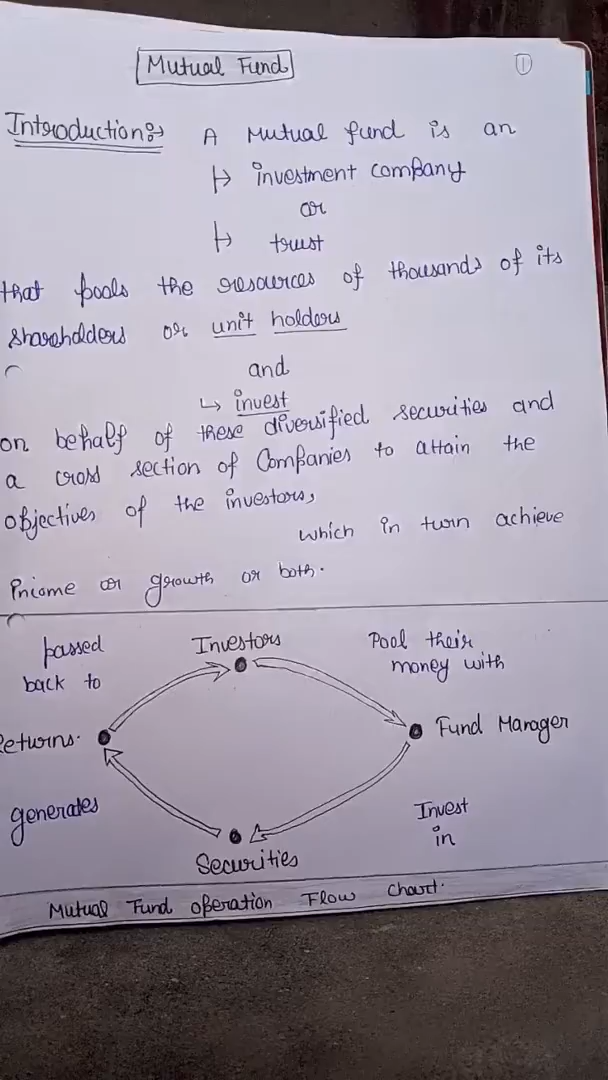 Mutual Fund
1
Introduction:→ A Mutual fund is an
↦ investment company
or
↦ trust
that pools the resources of thousands of its
shareholders or unit holders
and
↳ invest
on behalf of these diversified securities and
a cross section of Companies to attain the
objectives of the investors,
which in turn achieve
Income or growth or both.
passed
back to
Investors
Pool their
money with
Returns.
Fund Manager
generates
Invest
in
Securities
Mutual Fund operation Flow Chart.